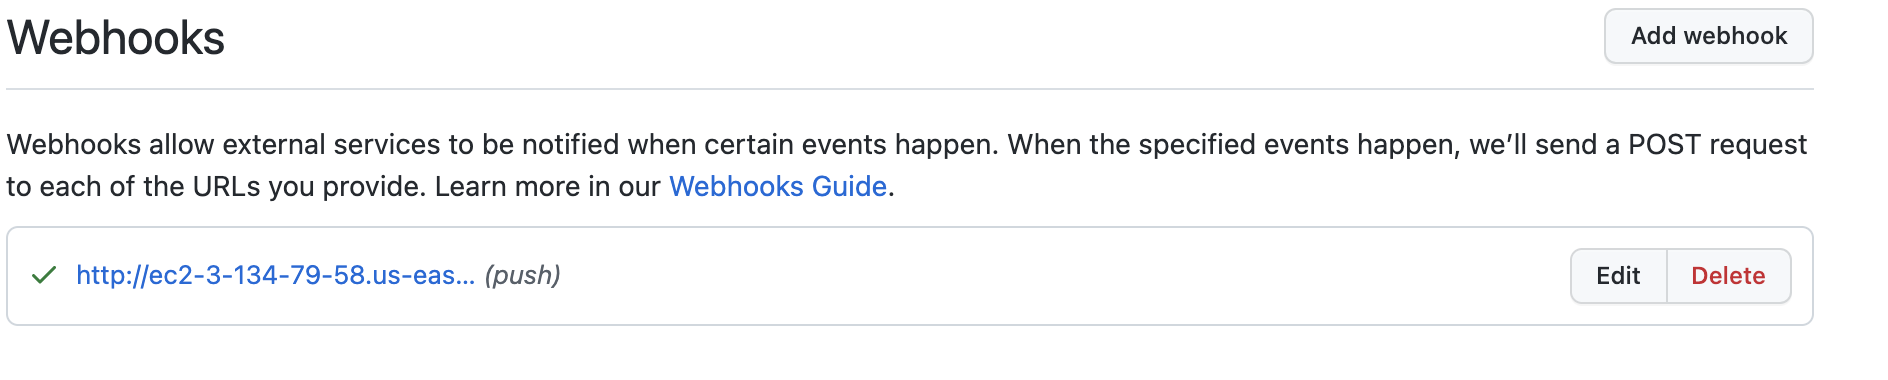 Webhooks
Add webhook
Webhooks allow external services to be notified when certain events happen. When the specified events happen, we’ll send a POST request
to each of the URLs you provide. Learn more in our Webhooks Guide.
http://ec2-3-134-79-58.us-eas... (push)
Edit
Delete